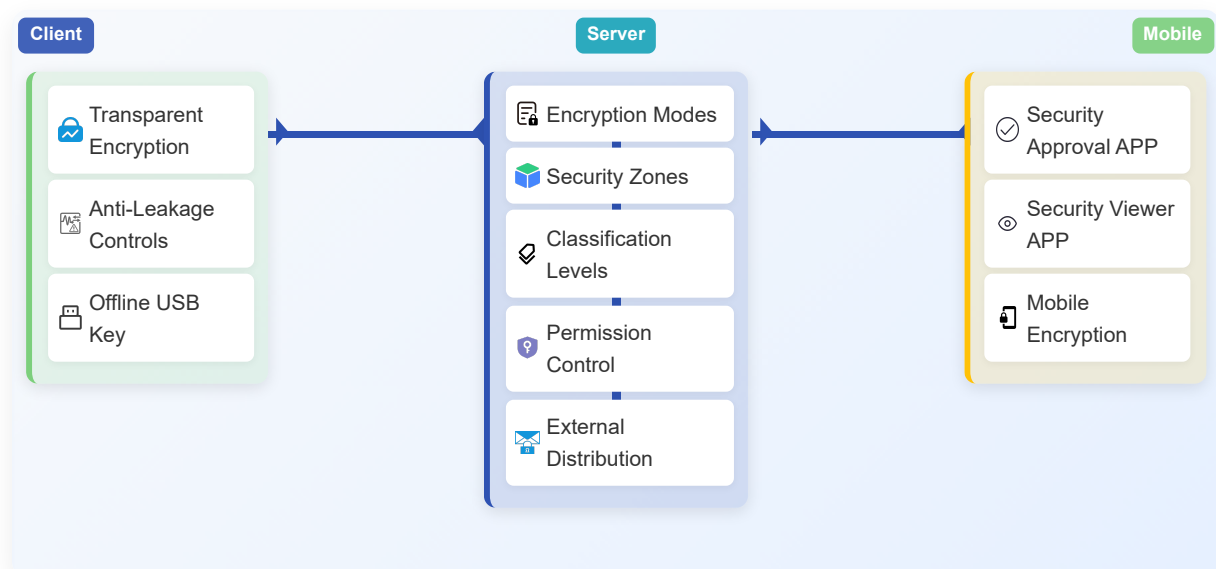 Client
Server
Mobile
Transparent
Encryption
Anti-Leakage
Controls
Offline USB
Key
Encryption Modes
Security Zones
Classification
Levels
Permission
Control
External
Distribution
Security
Approval APP
Security Viewer
APP
Mobile
Encryption